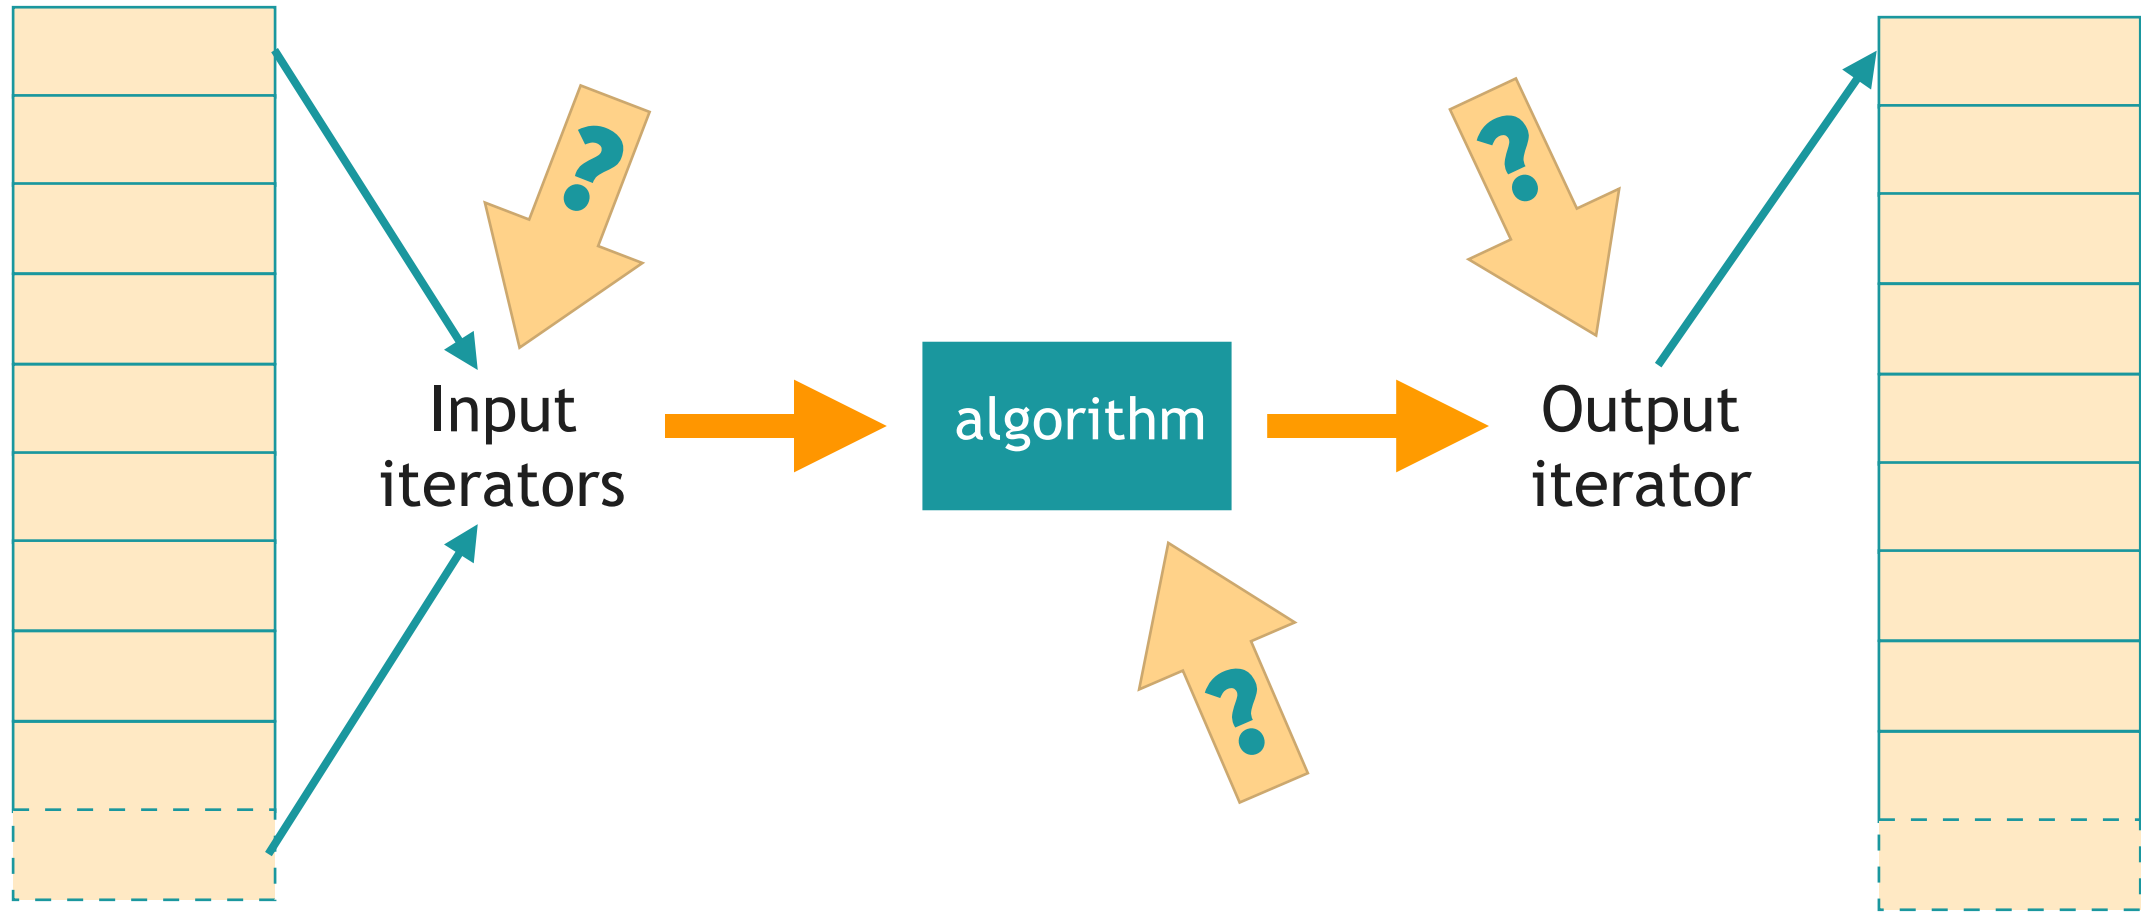 ?
?
Input
iterators
algorithm
Output
iterator
?